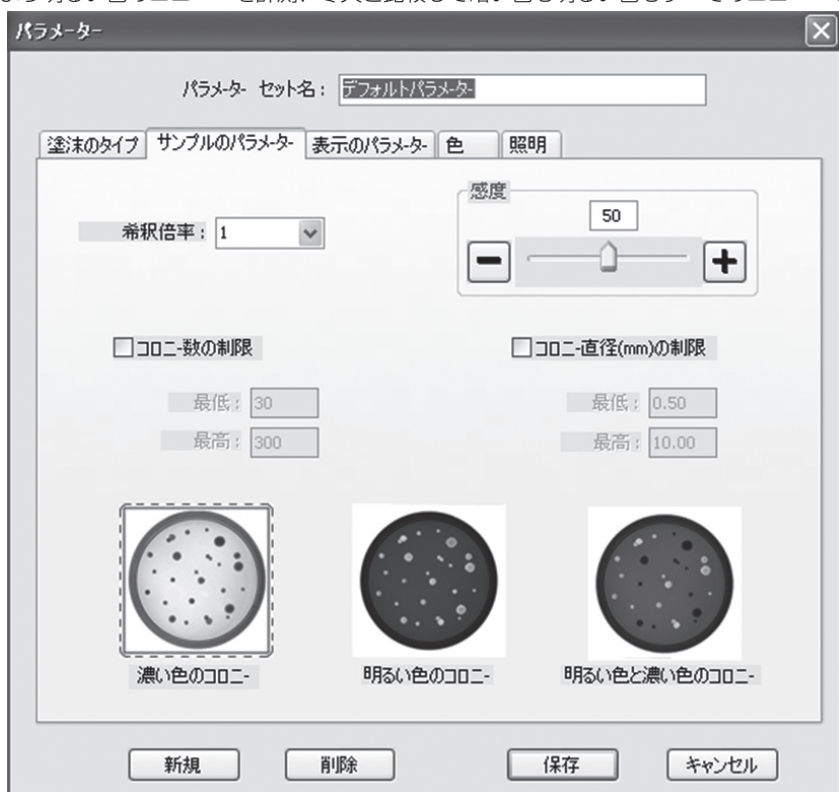 パラメーター
パラメーター セット名： デフォルトパラメーター
塗沫のタイプ サンプルのパラメーター 表示のパラメーター 色 照明
感度
50
希釈倍率： 1
コロニー数の制限 コロニー直径(mm)の制限
最低： 30 最低： 0.50
最高： 300 最高： 10.00
濃い色のコロニー 明るい色のコロニー 明るい色と濃い色のコロニー
新規 削除 保存 キャンセル